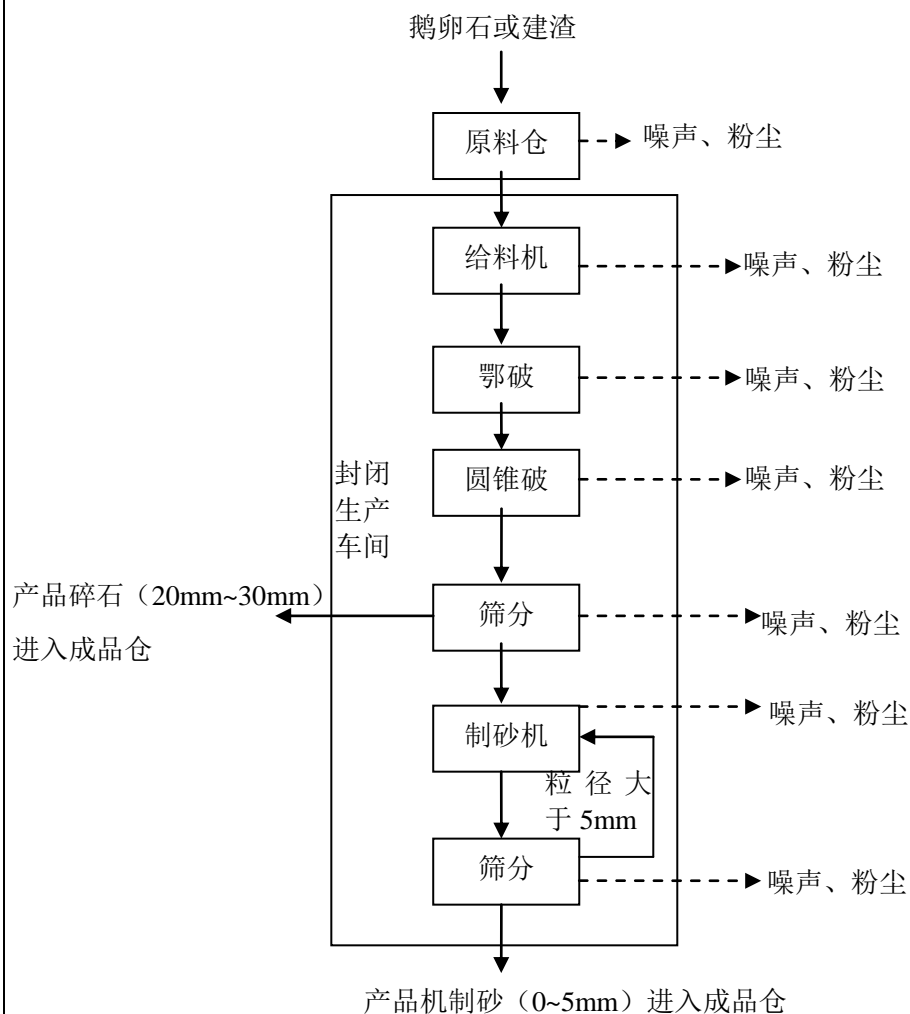 鹅卵石或建渣
原料仓
噪声、粉尘
给料机
噪声、粉尘
鄂破
噪声、粉尘
封闭
生产
车间
圆锥破
噪声、粉尘
产品碎石（20mm~30mm）
进入成品仓
筛分
噪声、粉尘
制砂机
噪声、粉尘
粒径大
于 5mm
筛分
噪声、粉尘
产品机制砂（0~5mm）进入成品仓